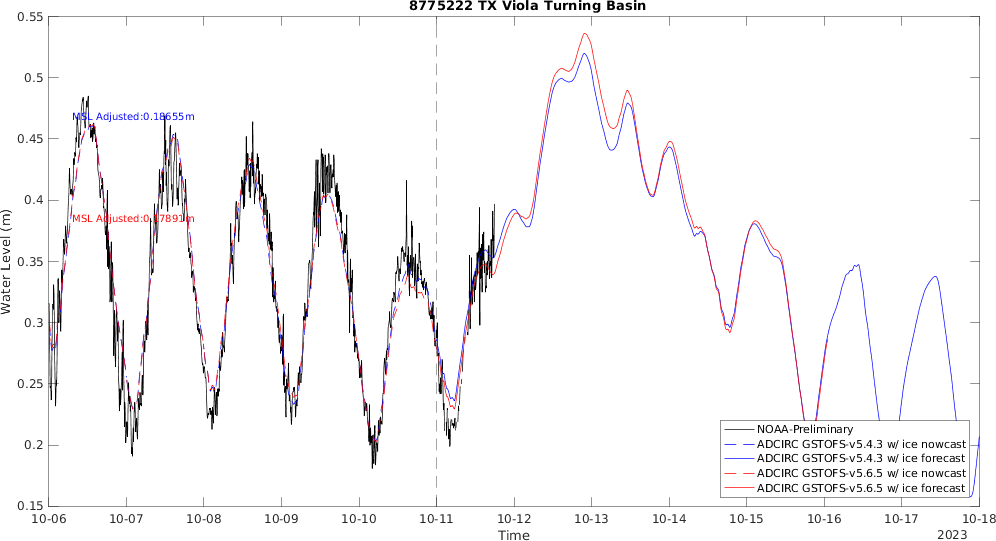 8775222 TX Viola Turning Basin
Water Level (m)
0.55
0.5
0.45
0.4
0.35
0.3
0.25
0.2
0.15
MSL Adjusted:0.18655m
MSL Adjusted:0.17891m
NOAA-Preliminary
ADCIRC GSTOFS-v5.4.3 w/ ice nowcast
ADCIRC GSTOFS-v5.4.3 w/ ice forecast
ADCIRC GSTOFS-v5.6.5 w/ ice nowcast
ADCIRC GSTOFS-v5.6.5 w/ ice forecast
10-06 10-07 10-08 10-09 10-10 10-11 10-12 10-13 10-14 10-15 10-16 10-17 10-18
Time
2023